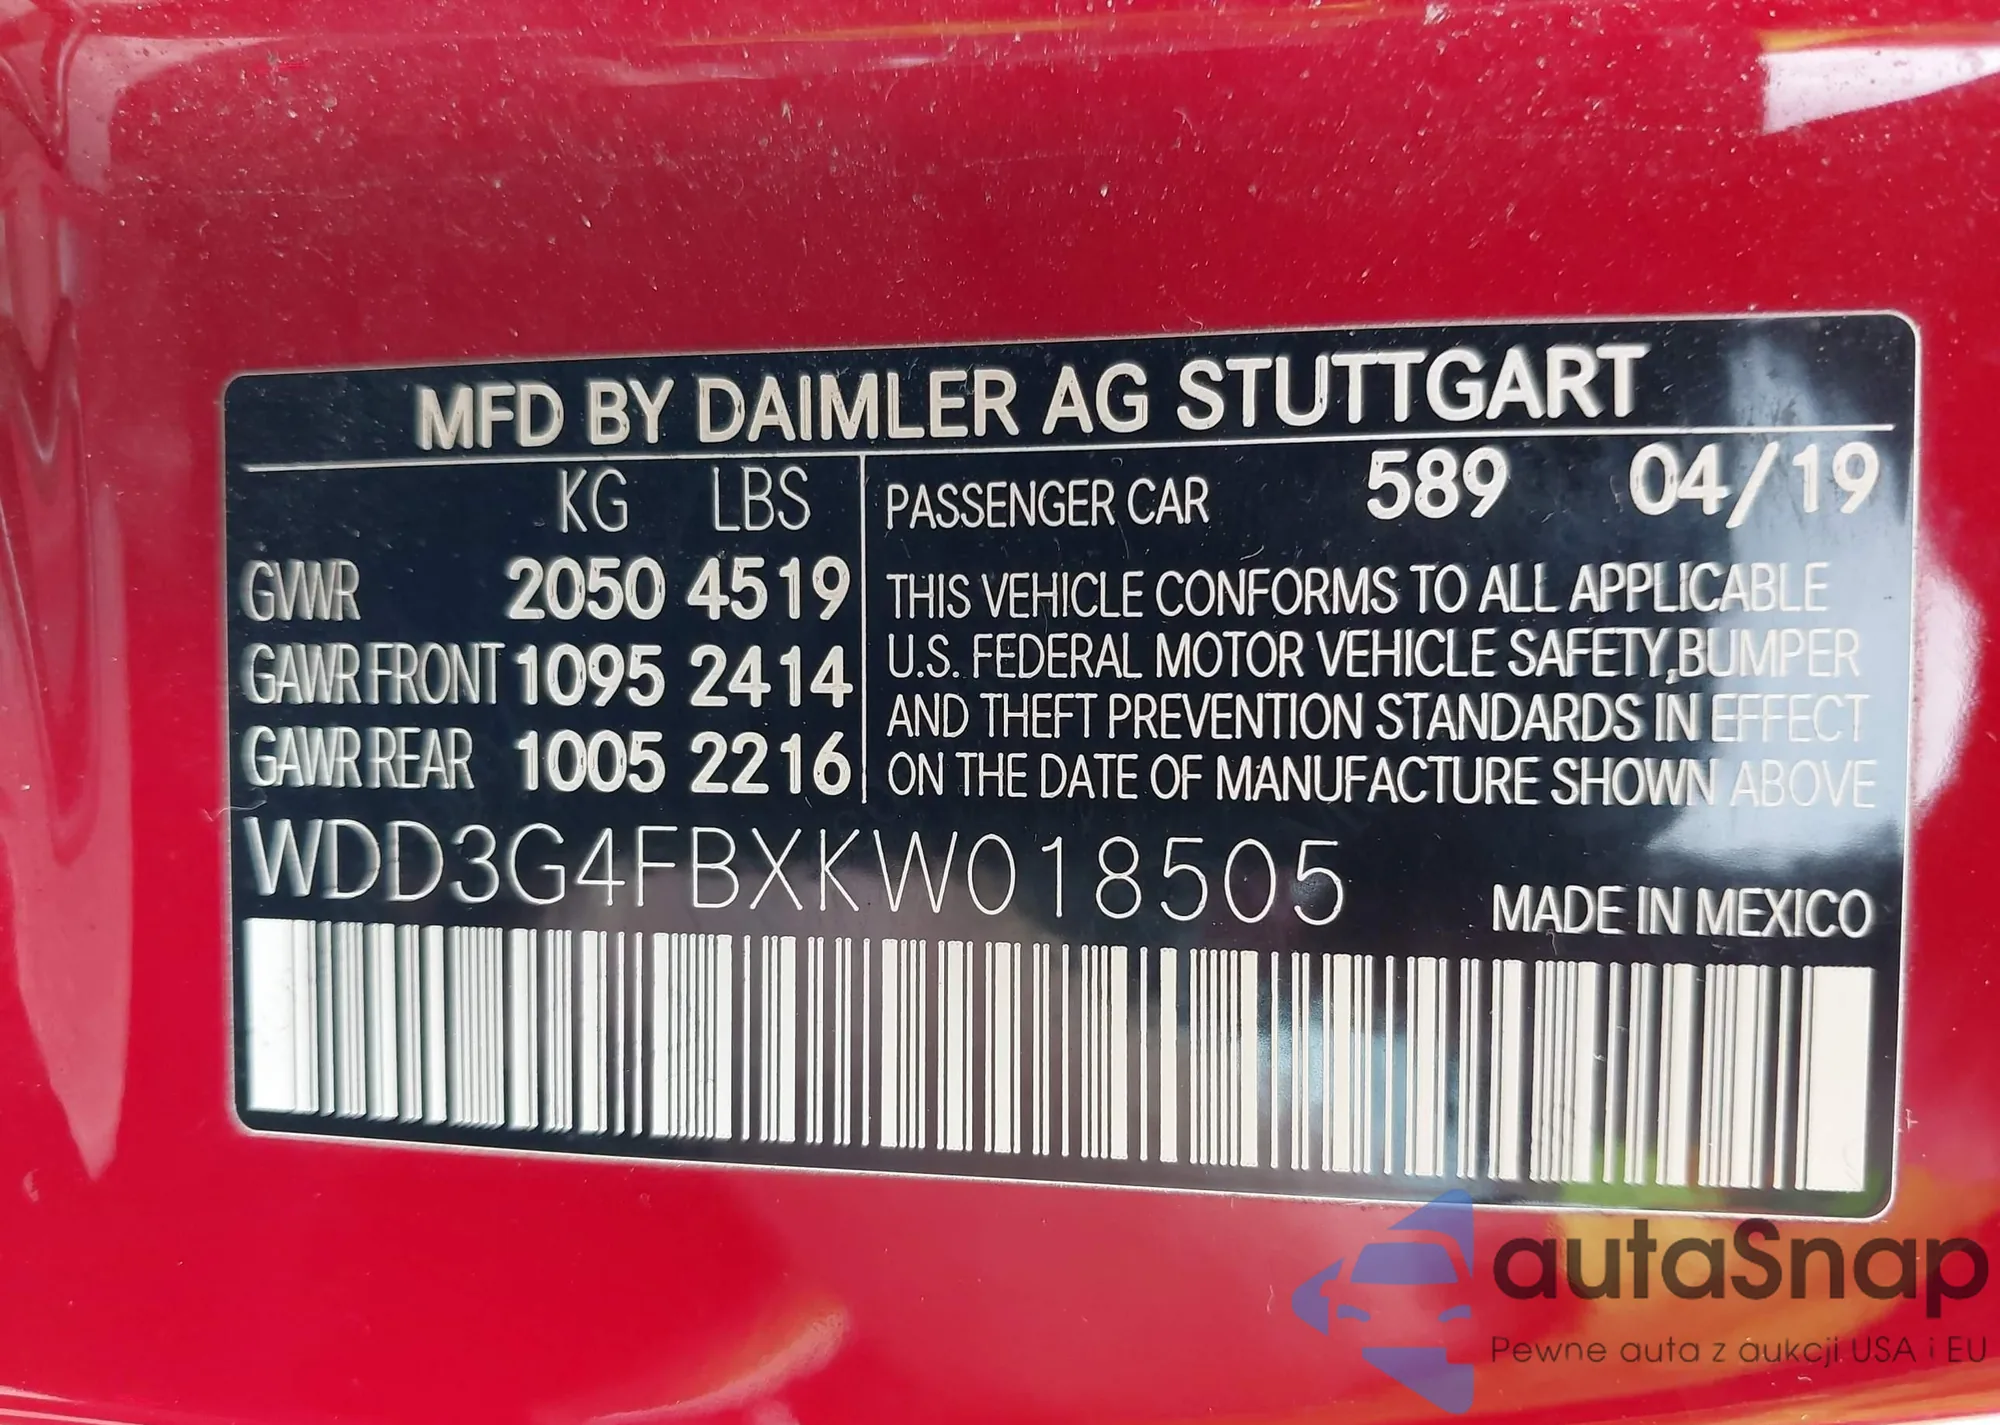 MFD BY DAIMLER AG STUTTGART
KG LBS
GVWR 2050 4519
GAWR FRONT 1095 2414
GAWR REAR 1005 2216
PASSENGER CAR 589 04/19
THIS VEHICLE CONFORMS TO ALL APPLICABLE
U.S. FEDERAL MOTOR VEHICLE SAFETY,BUMPER
AND THEFT PREVENTION STANDARDS IN EFFECT
ON THE DATE OF MANUFACTURE SHOWN ABOVE
WDD3G4FBXKW018505
MADE IN MEXICO
autaSnap
Pewne auta z aukcji USA i EU